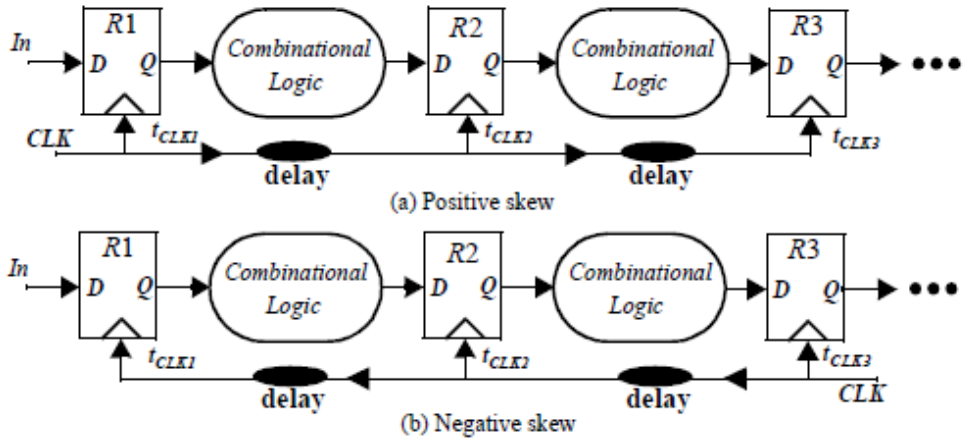 R1 Combinational Logic R2 Combinational Logic R3
In D Q D Q D Q •••
CLK tCLK1 tCLK2 tCLK3
delay delay
(a) Positive skew
R1 Combinational Logic R2 Combinational Logic R3
In D Q D Q D Q •••
tCLK1 tCLK2 tCLK3
delay delay CLK
(b) Negative skew